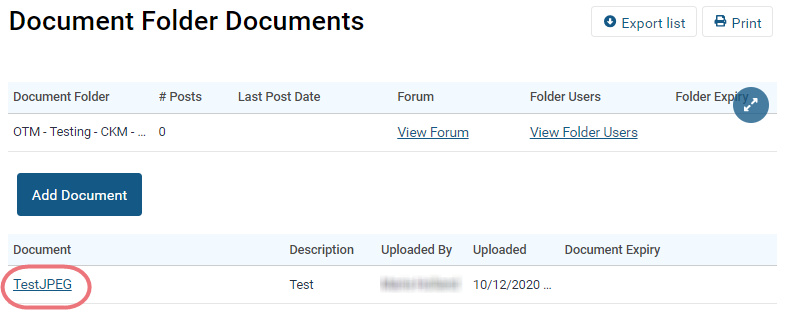 Document Folder Documents
Export list
Print
Document Folder # Posts Last Post Date Forum Folder Users Folder Expiry
OTM - Testing - CKM - ... 0 View Forum View Folder Users
Add Document
Document Description Uploaded By Uploaded Document Expiry
TestJPEG Test 10/12/2020 ...